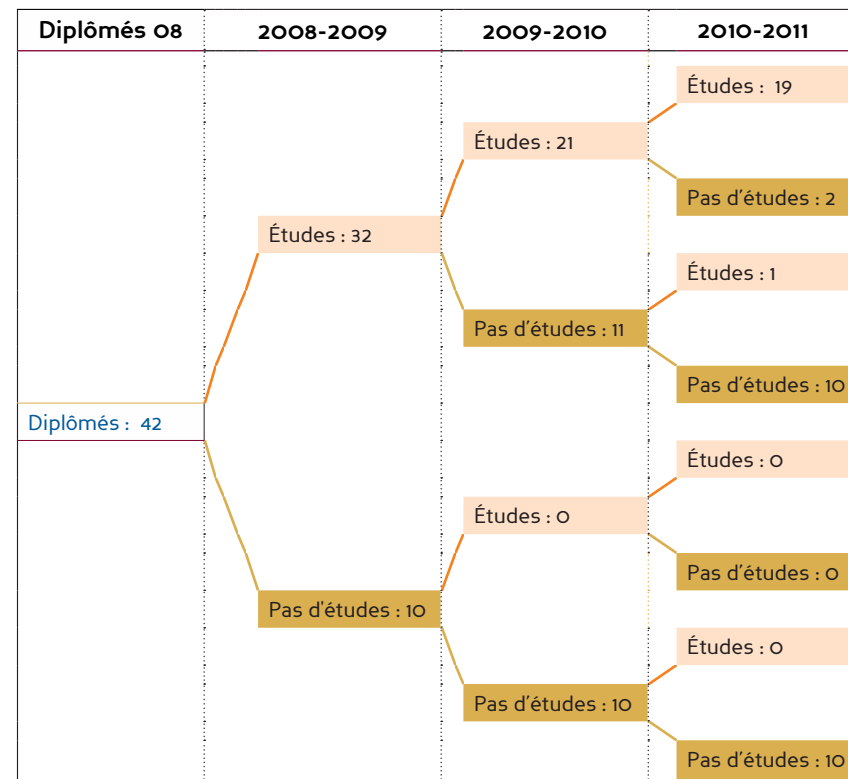 Diplômés 08 2008-2009 2009-2010 2010-2011
Études : 19
Études : 21
Pas d'études : 2
Études : 32
Études : 1
Pas d'études : 11
Pas d'études : 10
Diplômés : 42
Études : 0
Études : 0
Pas d'études : 0
Pas d'études : 10
Études : 0
Pas d'études : 10
Pas d'études : 10